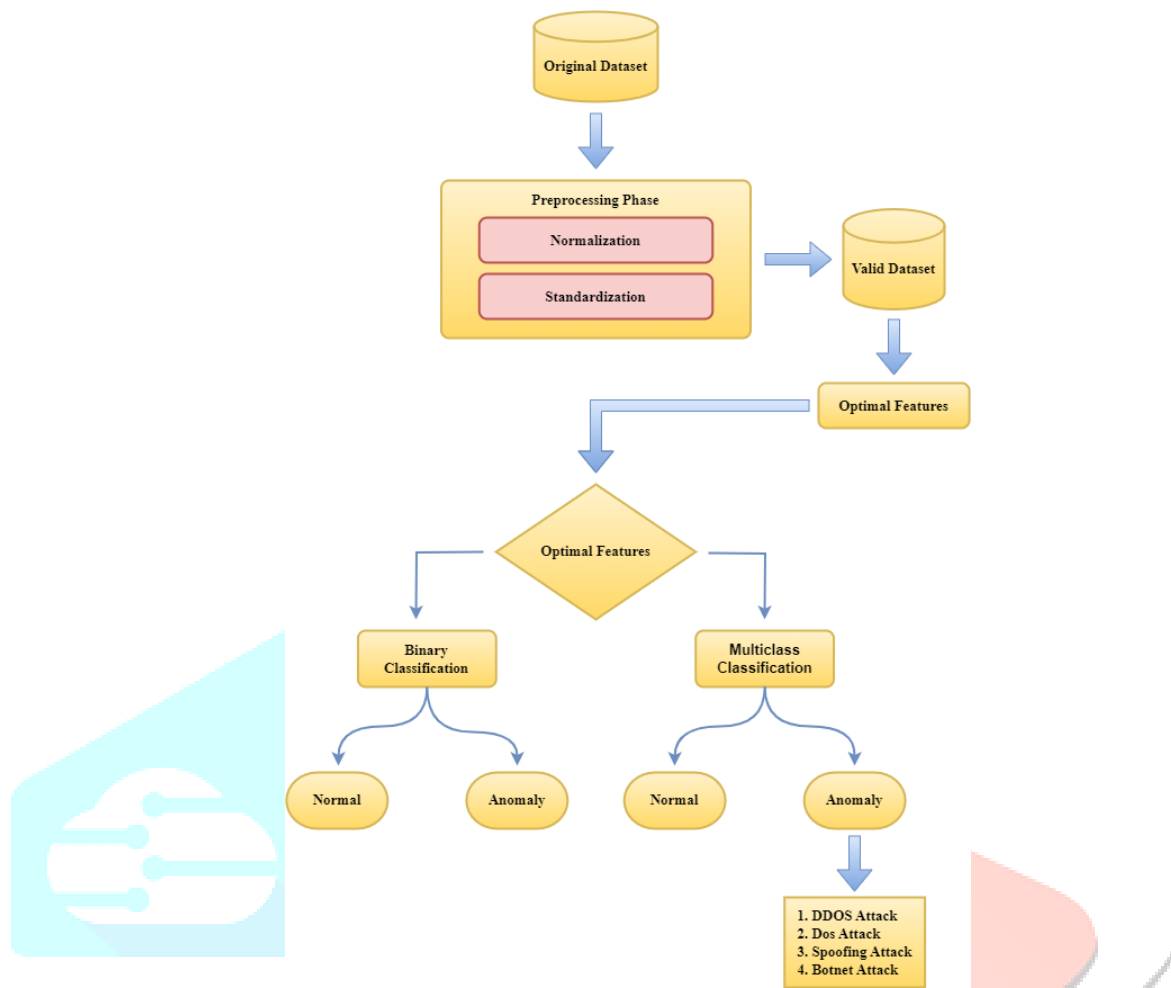 Original Dataset
Preprocessing Phase
Normalization
Standardization
Valid Dataset
Optimal Features
Optimal Features
Binary
Classification
Multiclass
Classification
Normal
Anomaly
Normal
Anomaly
1. DDOS Attack
2. Dos Attack
3. Spoofing Attack
4. Botnet Attack